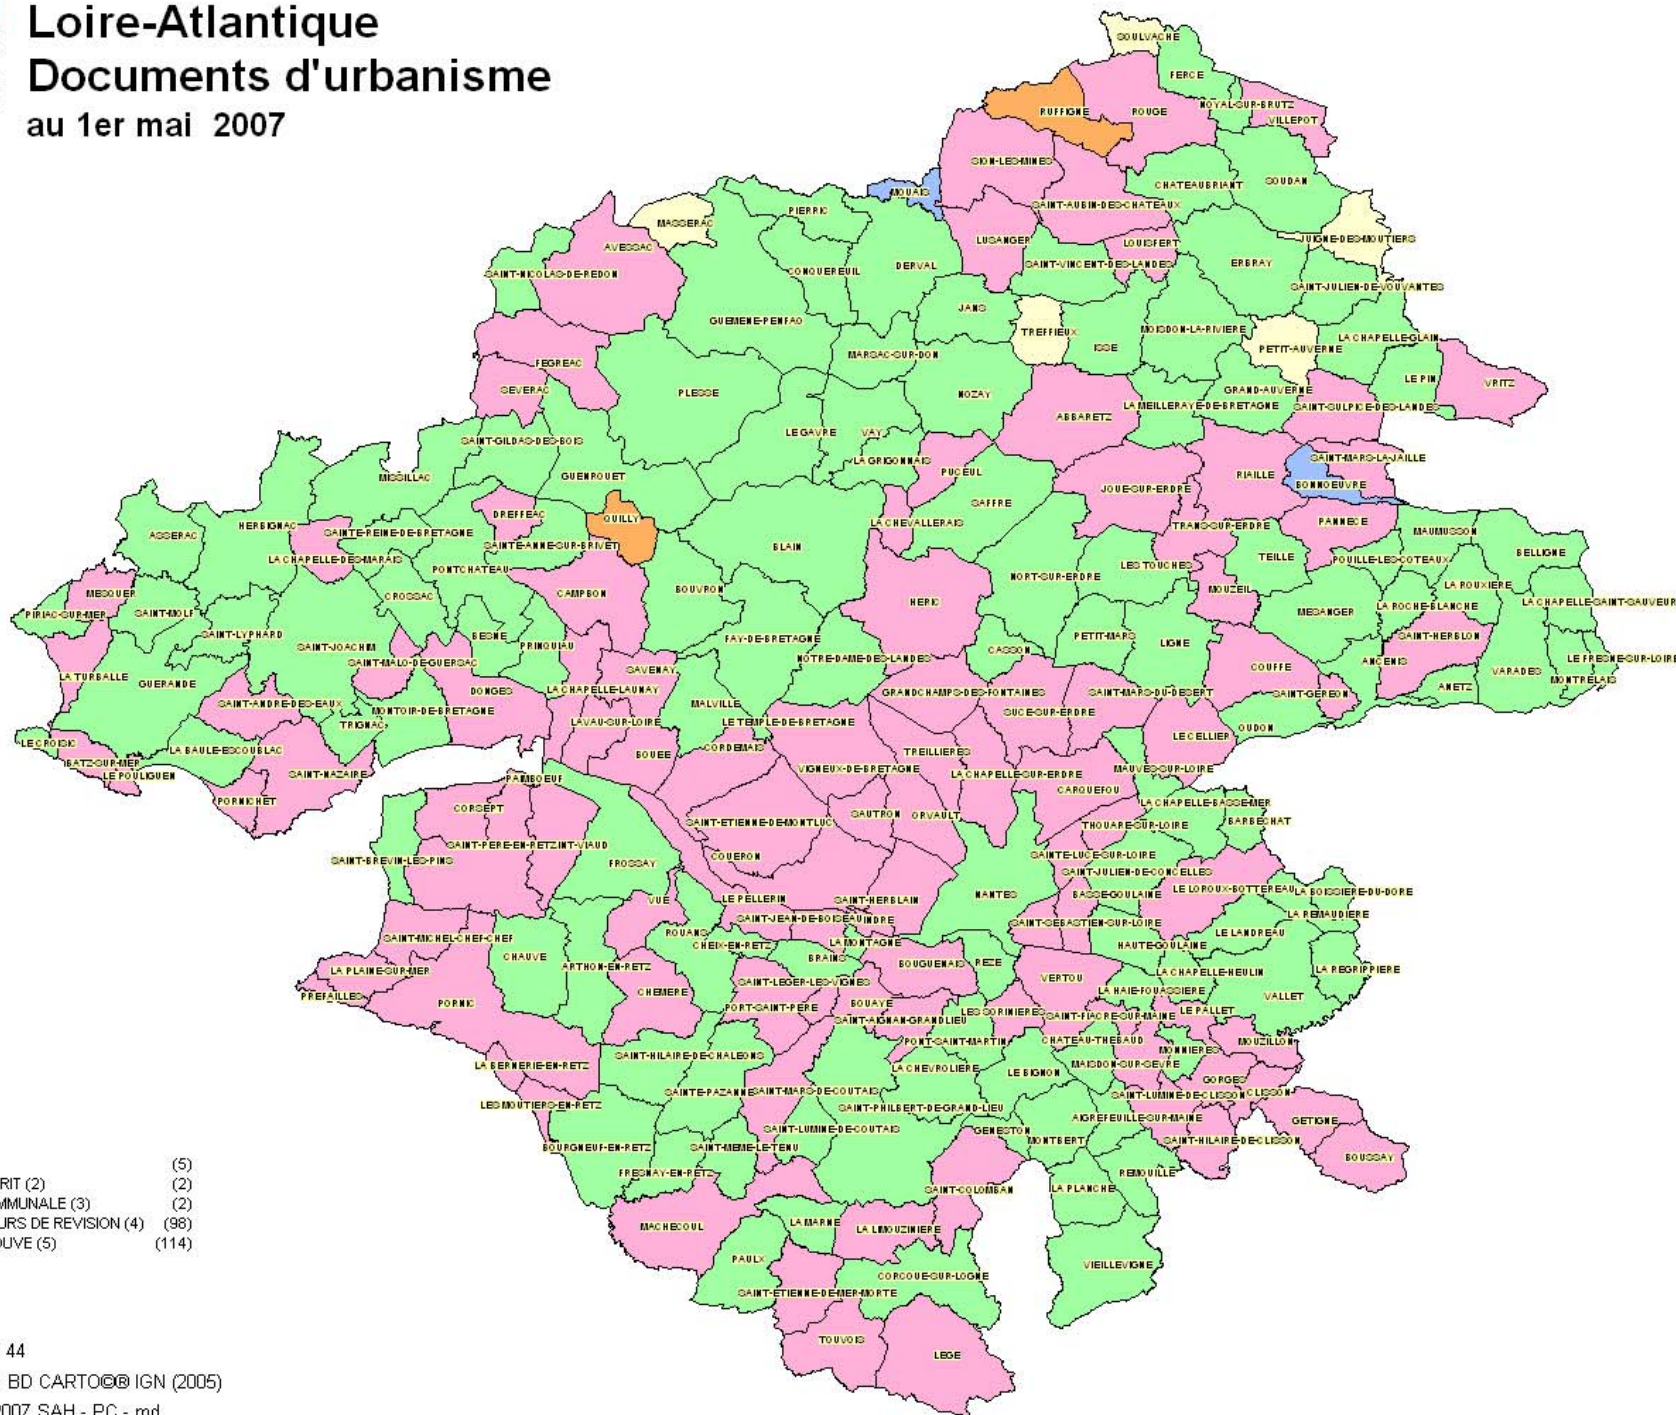 Loire-Atlantique
Documents d'urbanisme
au 1er mai 2007
SOULVACHE
FERCE
RUFFIGNE
ROUGE
NOYAL-SUR-BRUTZ
VILLEPOT
SION-LES-MINES
MOUAIS
CHATEAUBRIANT
SOUDAN
SAINT-AUBIN-DES-CHATEAUX
PIERRIC
MASSERAC
AVESSAC
LUSANGER
LOUISFERT
JUIGNE-DES-MOUTIERS
SAINT-NICOLAS-DE-REDON
CONQUEREUIL
DERVAL
SAINT-VINCENT-DES-LANDES
ERBRAY
SAINT-JULIEN-DE-VOUVANTES
JANS
GUEMENE-PENFAO
TREFFIEUX
MOISDON-LA-RIVIERE
LA CHAPELLE-GLAIN
ISSE
PETIT-AUVERNE
FEGREAC
MARSAC-SUR-DON
SEVERAC
PLESSE
NOZAY
GRAND-AUVERNE
LE PIN
VRITZ
ABBARETZ
LA MEILLERAYE-DE-BRETAGNE
SAINT-SULPICE-DES-LANDES
SAINT-GILDAS-DES-BOIS
LE GAVRE
VAY
LA GRIGONNAIS
SAINT-MARS-LA-JAILLE
MISSILLAC
GUENROUET
PUCEUL
RIAILLE
BONNOEUVRE
JOUE-SUR-ERDRE
SAFFRE
DREFFEAC
QUILLY
LA CHEVALLERAIS
TRANS-SUR-ERDRE
PANNECE
HERBIGNAC
ASSERAC
SAINTE-REINE-DE-BRETAGNE
SAINTE-ANNE-SUR-BRIVET
BLAIN
MAUMUSSON
BELLIGNE
LA CHAPELLE-DES-MARAIS
PONTCHATEAU
TEILLE
POUILLE-LES-COTEAUX
LES TOUCHES
NORT-SUR-ERDRE
MESQUER
CROSSAC
CAMPBON
BOUVRON
MOUZEIL
LA ROUXIERE
PIRIAC-SUR-MER
SAINT-MOLF
HERIC
MESANGER
LA ROCHE-BLANCHE
LA CHAPELLE-SAINT-SAUVEUR
SAINT-LYPHARD
BESNE
PRINQUIAU
FAY-DE-BRETAGNE
PETIT-MARS
LIGNE
SAINT-HERBLON
SAINT-JOACHIM
SAINT-MALO-DE-GUERSAC
SAVENAY
NOTRE-DAME-DES-LANDES
CASSON
COUFFE
ANCENIS
LE FRESNE-SUR-LOIRE
LA TURBALLE
GUERANDE
DONGES
LA CHAPELLE-LAUNAY
GRANDCHAMPS-DES-FONTAINES
SAINT-MARS-DU-DESERT
SAINT-GEREON
ANETZ
VARADES
MONTRELAIS
SAINT-ANDRE-DES-EAUX
MONTOIR-DE-BRETAGNE
MALVILLE
SUCE-SUR-ERDRE
TRIGNAC
LAVAU-SUR-LOIRE
LE TEMPLE-DE-BRETAGNE
LE CELLIER
OUDON
LE CROISIC
LA BAULE-ESCOUBLAC
BOUEE
CORDEMAIS
TREILLIERES
BATZ-SUR-MER
LE POULIGUEN
SAINT-NAZAIRE
VIGNEUX-DE-BRETAGNE
LA CHAPELLE-SUR-ERDRE
MAUVES-SUR-LOIRE
PAIMBOEUF
CARQUEFOU
PORNICHET
CORSEPT
LA CHAPELLE-BASSE-MER
SAINT-ETIENNE-DE-MONTLUC
SAUTRON
ORVAULT
THOUARE-SUR-LOIRE
BARBECHAT
SAINT-PERE-EN-RETZ
INT-VIAUD
SAINT-BREVIN-LES-PINS
FROSSAY
COUERON
SAINTE-LUCE-SUR-LOIRE
SAINT-JULIEN-DE-CONCELLES
LE LOROUX-BOTTEREAU
LA BOISSIERE-DU-DORE
VUE
LE PELLERIN
SAINT-HERBLAIN
NANTES
BASSE-GOULAINE
SAINT-JEAN-DE-BOISEAU
INDRE
SAINT-SEBASTIEN-SUR-LOIRE
LA REMAUDIERE
SAINT-MICHEL-CHEF-CHEF
ROUANS
CHEIX-EN-RETZ
LA MONTAGNE
HAUTE-GOULAINE
LE LANDREAU
CHAUVE
ARTHON-EN-RETZ
BRAINS
BOUGUENAIS
REZE
LA PLAINE-SUR-MER
VERTOU
LA CHAPELLE-HEULIN
LA REGRIPPIERE
PREFAILLES
PORNIC
CHEMERE
SAINT-LEGER-LES-VIGNES
LA HAIE-FOUASSIERE
VALLET
PORT-SAINT-PERE
BOUAYE
LES SORINIERES
SAINT-FIACRE-SUR-MAINE
LE PALLET
SAINT-AIGNAN-GRANDLIEU
PONT-SAINT-MARTIN
CHATEAU-THEBAUD
MONNIERES
MOUZILLON
SAINT-HILAIRE-DE-CHALEONS
LA BERNERIE-EN-RETZ
LA CHEVROLIERE
LE BIGNON
MAISDON-SUR-SEVRE
GORGES
SAINTE-PAZANNE
SAINT-MARS-DE-COUTAIS
SAINT-LUMINE-DE-CLISSON
CLISSON
LES MOUTIERS-EN-RETZ
SAINT-PHILBERT-DE-GRAND-LIEU
AIGREFEUILLE-SUR-MAINE
GETIGNE
SAINT-LUMINE-DE-COUTAIS
GENESTON
MONTBERT
SAINT-HILAIRE-DE-CLISSON
BOURGNEUF-EN-RETZ
SAINT-MEME-LE-TENU
BOUSSAY
FRESNAY-EN-RETZ
REMOUILLE
SAINT-COLOMBAN
LA PLANCHE
MACHECOUL
LA MARNE
LA LIMOUZINIERE
PAULX
VIEILLEVIGNE
CORCOUE-SUR-LOGNE
SAINT-ETIENNE-DE-MER-MORTE
TOUVOIS
LEGE
(5)
RIT (2) (2)
MMUNALE (3) (2)
URS DE REVISION (4) (98)
OUVE (5) (114)
44
BD CARTO©® IGN (2005)
2007 SAH - PC - md